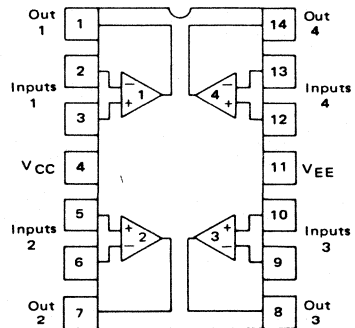 Out 1
1
14
Out 4
2
13
Inputs 1
− +
1
4
− +
Inputs 4
3
12
VCC
4
11
VEE
5
10
Inputs 2
+ −
2
3
+ −
Inputs 3
6
9
Out 2
7
8
Out 3